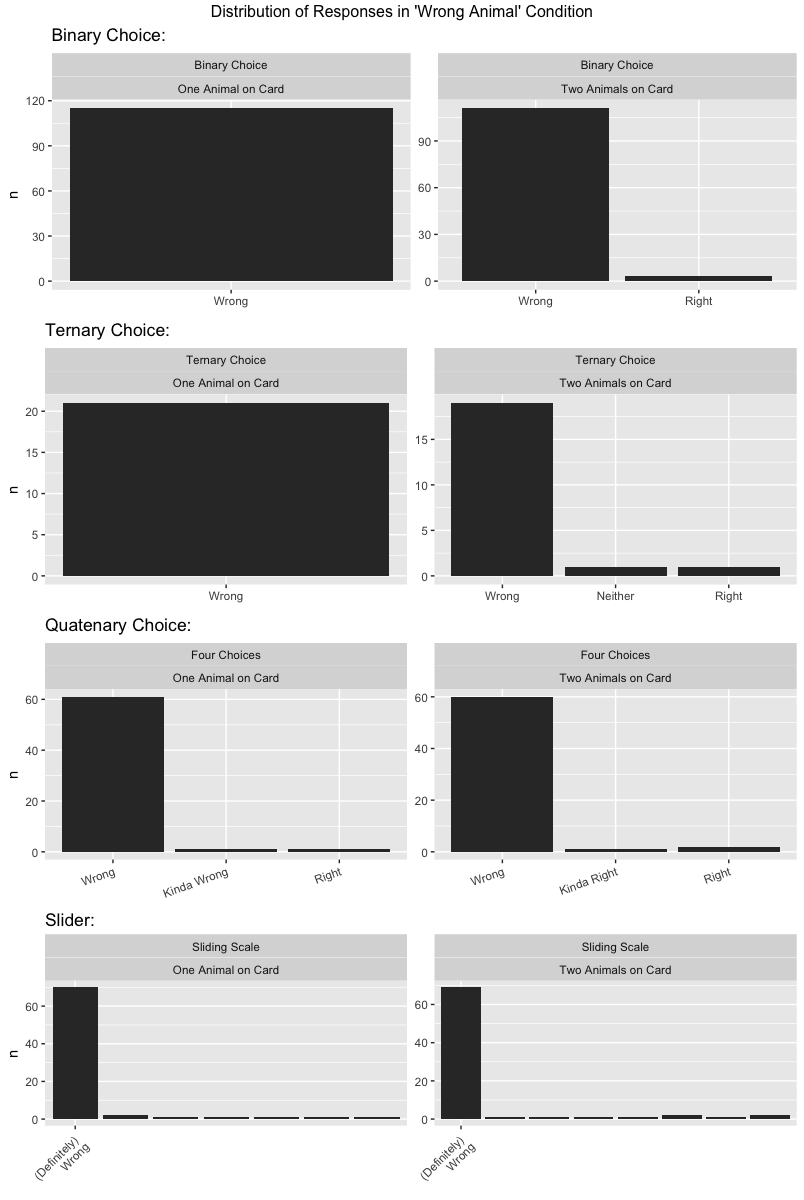 Distribution of Responses in 'Wrong Animal' Condition
Binary Choice:
Binary Choice
One Animal on Card
120
90
60
30
0
n
Wrong
Binary Choice
Two Animals on Card
90
60
30
0
Wrong Right
Ternary Choice:
Ternary Choice
One Animal on Card
20
15
10
5
0
n
Wrong
Ternary Choice
Two Animals on Card
15
10
5
0
Wrong Neither Right
Quatenary Choice:
Four Choices
One Animal on Card
60
40
20
0
n
Wrong Kinda Wrong Right
Four Choices
Two Animals on Card
60
40
20
0
Wrong Kinda Right Right
Slider:
Sliding Scale
One Animal on Card
60
40
20
0
n
(Definitely)
Wrong
Sliding Scale
Two Animals on Card
60
40
20
0
(Definitely)
Wrong